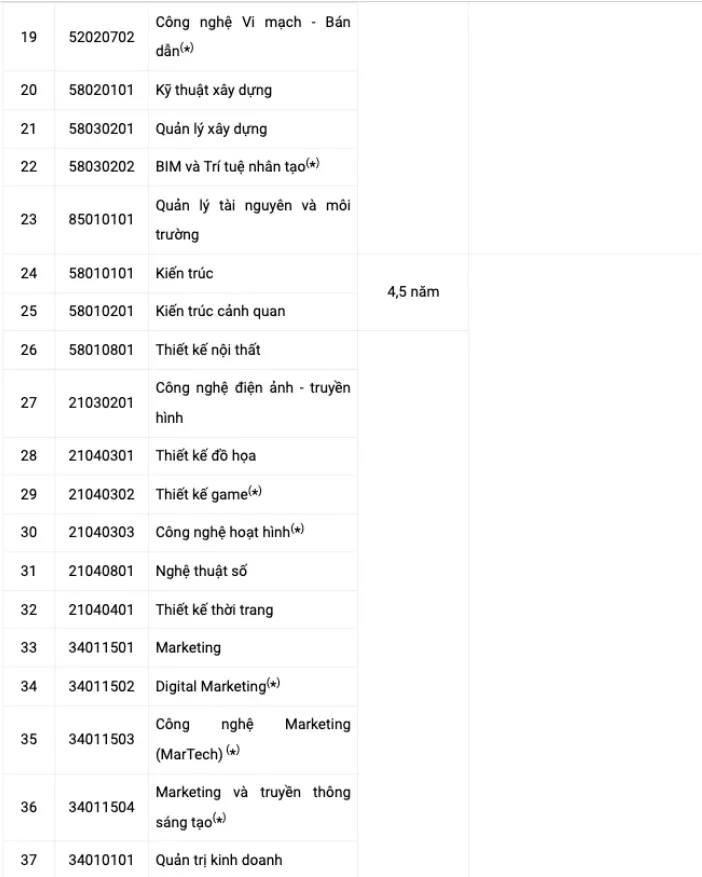 19 52020702 Công nghệ Vi mạch - Bán
dẫn(*)
20 58020101 Kỹ thuật xây dựng
21 58030201 Quản lý xây dựng
22 58030202 BIM và Trí tuệ nhân tạo(*)
23 85010101 Quản lý tài nguyên và môi
trường
24 58010101 Kiến trúc
4,5 năm
25 58010201 Kiến trúc cảnh quan
26 58010801 Thiết kế nội thất
27 21030201 Công nghệ điện ảnh - truyền
hình
28 21040301 Thiết kế đồ họa
29 21040302 Thiết kế game(*)
30 21040303 Công nghệ hoạt hình(*)
31 21040801 Nghệ thuật số
32 21040401 Thiết kế thời trang
33 34011501 Marketing
34 34011502 Digital Marketing(*)
35 34011503 Công nghệ Marketing
(MarTech) (*)
36 34011504 Marketing và truyền thông
sáng tạo(*)
37 34010101 Quản trị kinh doanh